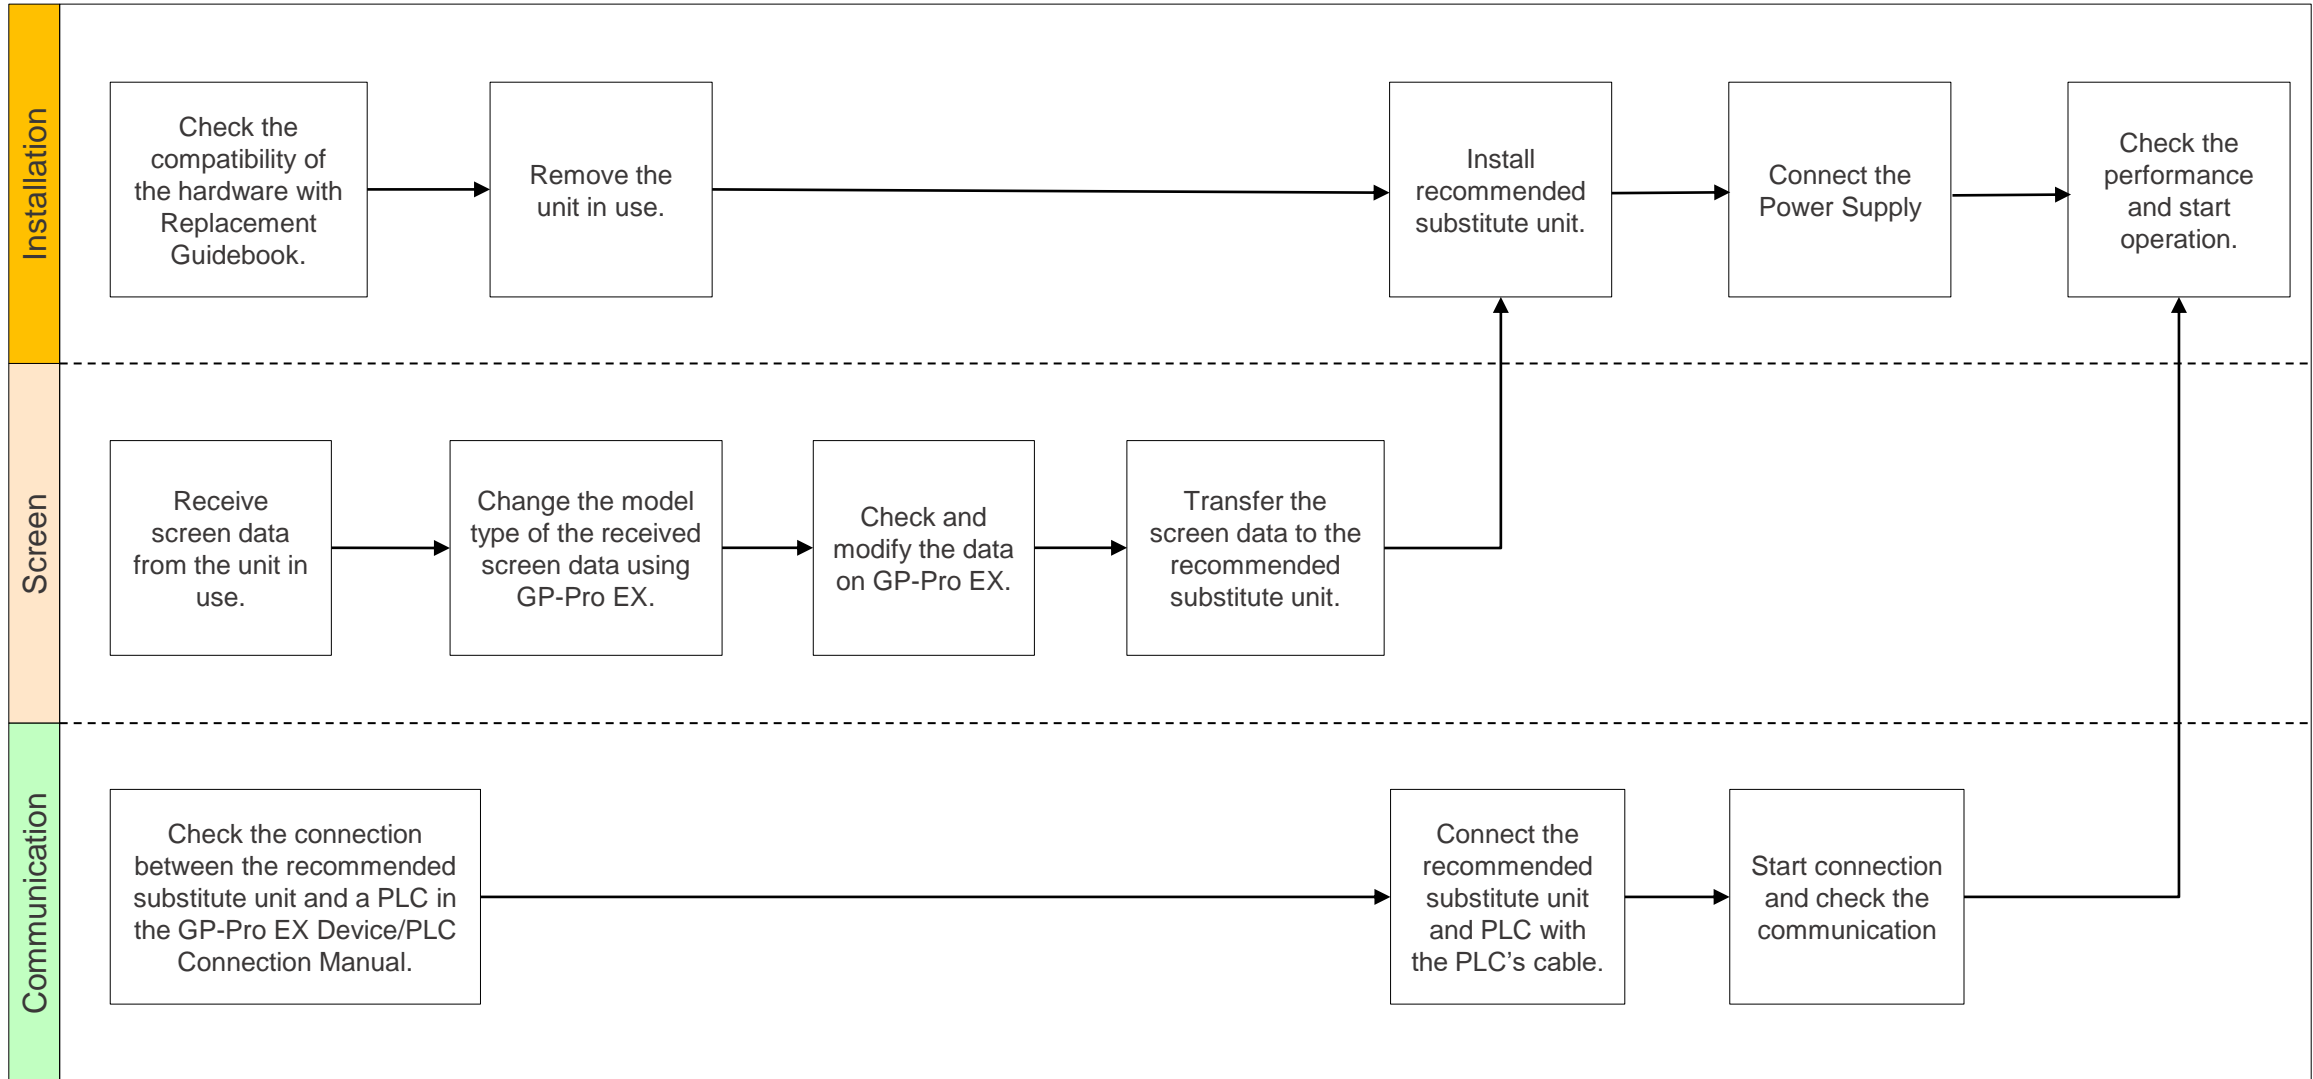 Installation
Check the
compatibility of
the hardware with
Replacement
Guidebook.
Remove the
unit in use.
Install
recommended
substitute unit.
Connect the
Power Supply
Check the
performance
and start
operation.
Screen
Receive
screen data
from the unit in
use.
Change the model
type of the received
screen data using
GP-Pro EX.
Check and
modify the data
on GP-Pro EX.
Transfer the
screen data to the
recommended
substitute unit.
Communication
Check the connection
between the recommended
substitute unit and a PLC in
the GP-Pro EX Device/PLC
Connection Manual.
Connect the
recommended
substitute unit
and PLC with
the PLC’s cable.
Start connection
and check the
communication